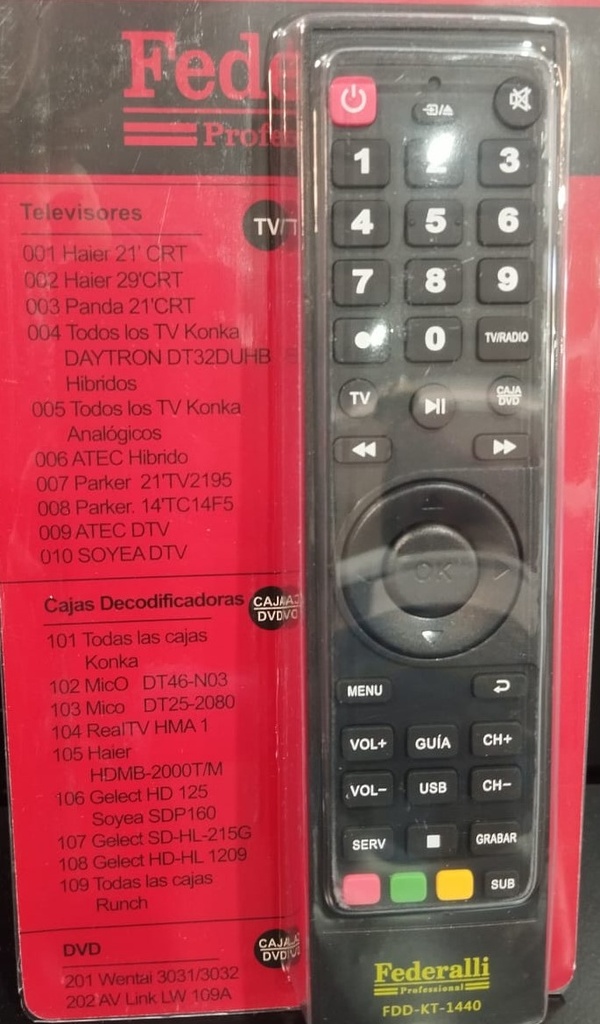 Fed
Profe
Televisores
TV/T
001 Haier 21' CRT
002 Haier 29'CRT
003 Panda 21'CRT
004 Todos los TV Konka
DAYTRON DT32DUHB
Hibridos
005 Todos los TV Konka
Analógicos
006 ATEC Hibrido
007 Parker 21'TV2195
008 Parker. 14'TC14F5
009 ATEC DTV
010 SOYEA DTV
Cajas Decodificadoras
CAJA
DVD
101 Todas las cajas
Konka
102 MicO DT46-N03
103 Mico DT25-2080
104 RealTV HMA 1
105 Haier
HDMB-2000T/M
106 Gelect HD 125
Soyea SDP160
107 Gelect SD-HL-215G
108 Gelect HD-HL 1209
109 Todas las cajas
Runch
DVD
CAJA
DVD
201 Wentai 3031/3032
202 AV Link LW 109A
1 2 3
4 5 6
7 8 9
0 TV/RADIO
TV
CAJA
DVD
OK
MENU
VOL+ GUÍA CH+
VOL− USB CH−
SERV GRABAR
SUB
Federalli
Professional
FDD-KT-1440